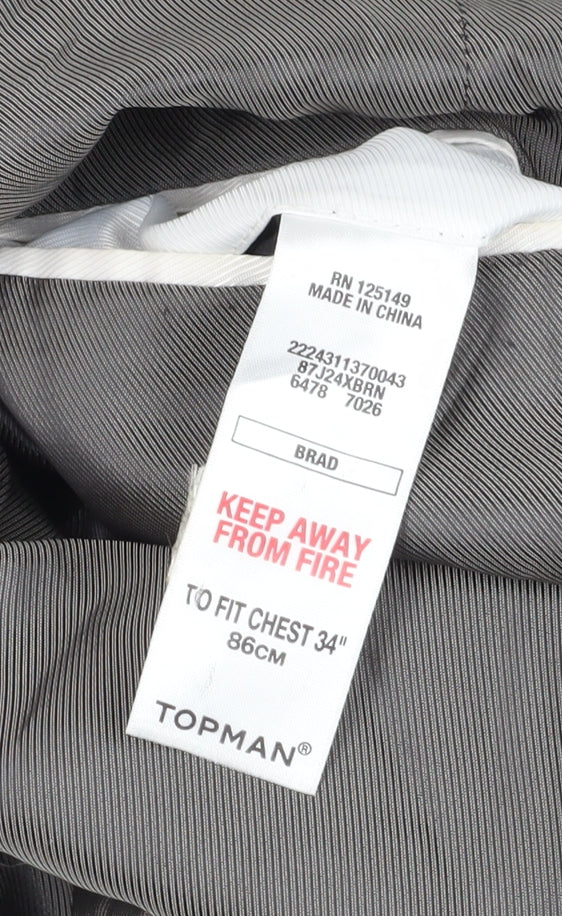 RN 125149
MADE IN CHINA
2224311370043
87J24XBRN
6478 7026
BRAD
KEEP AWAY
FROM FIRE
TO FIT CHEST 34"
86CM
TOPMAN®